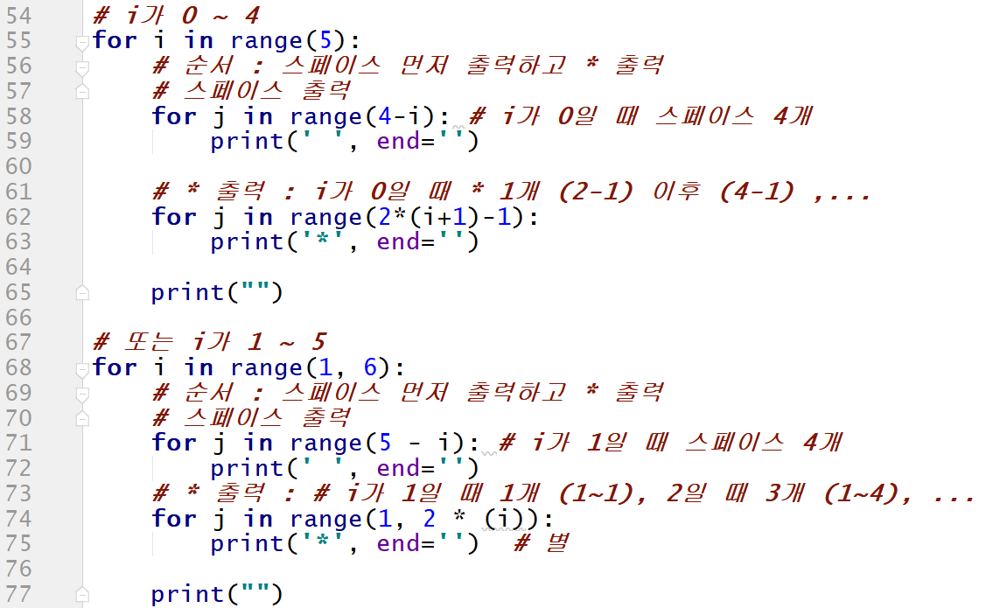 54 # i가 0 ~ 4
55 for i in range(5):
56     # 순서 : 스페이스 먼저 출력하고 * 출력
57     # 스페이스 출력
58     for j in range(4-i): # i가 0일 때 스페이스 4개
59         print(' ', end='')
60
61     # * 출력 : i가 0일 때 * 1개 (2-1) 이후 (4-1) ,...
62     for j in range(2*(i+1)-1):
63         print('*', end='')
64
65     print("")
66
67 # 또는 i가 1 ~ 5
68 for i in range(1, 6):
69     # 순서 : 스페이스 먼저 출력하고 * 출력
70     # 스페이스 출력
71     for j in range(5 - i): # i가 1일 때 스페이스 4개
72         print(' ', end='')
73     # * 출력 : # i가 1일 때 1개 (1~1), 2일 때 3개 (1~4), ...
74     for j in range(1, 2 * (i)):
75         print('*', end='')  # 별
76
77     print("")